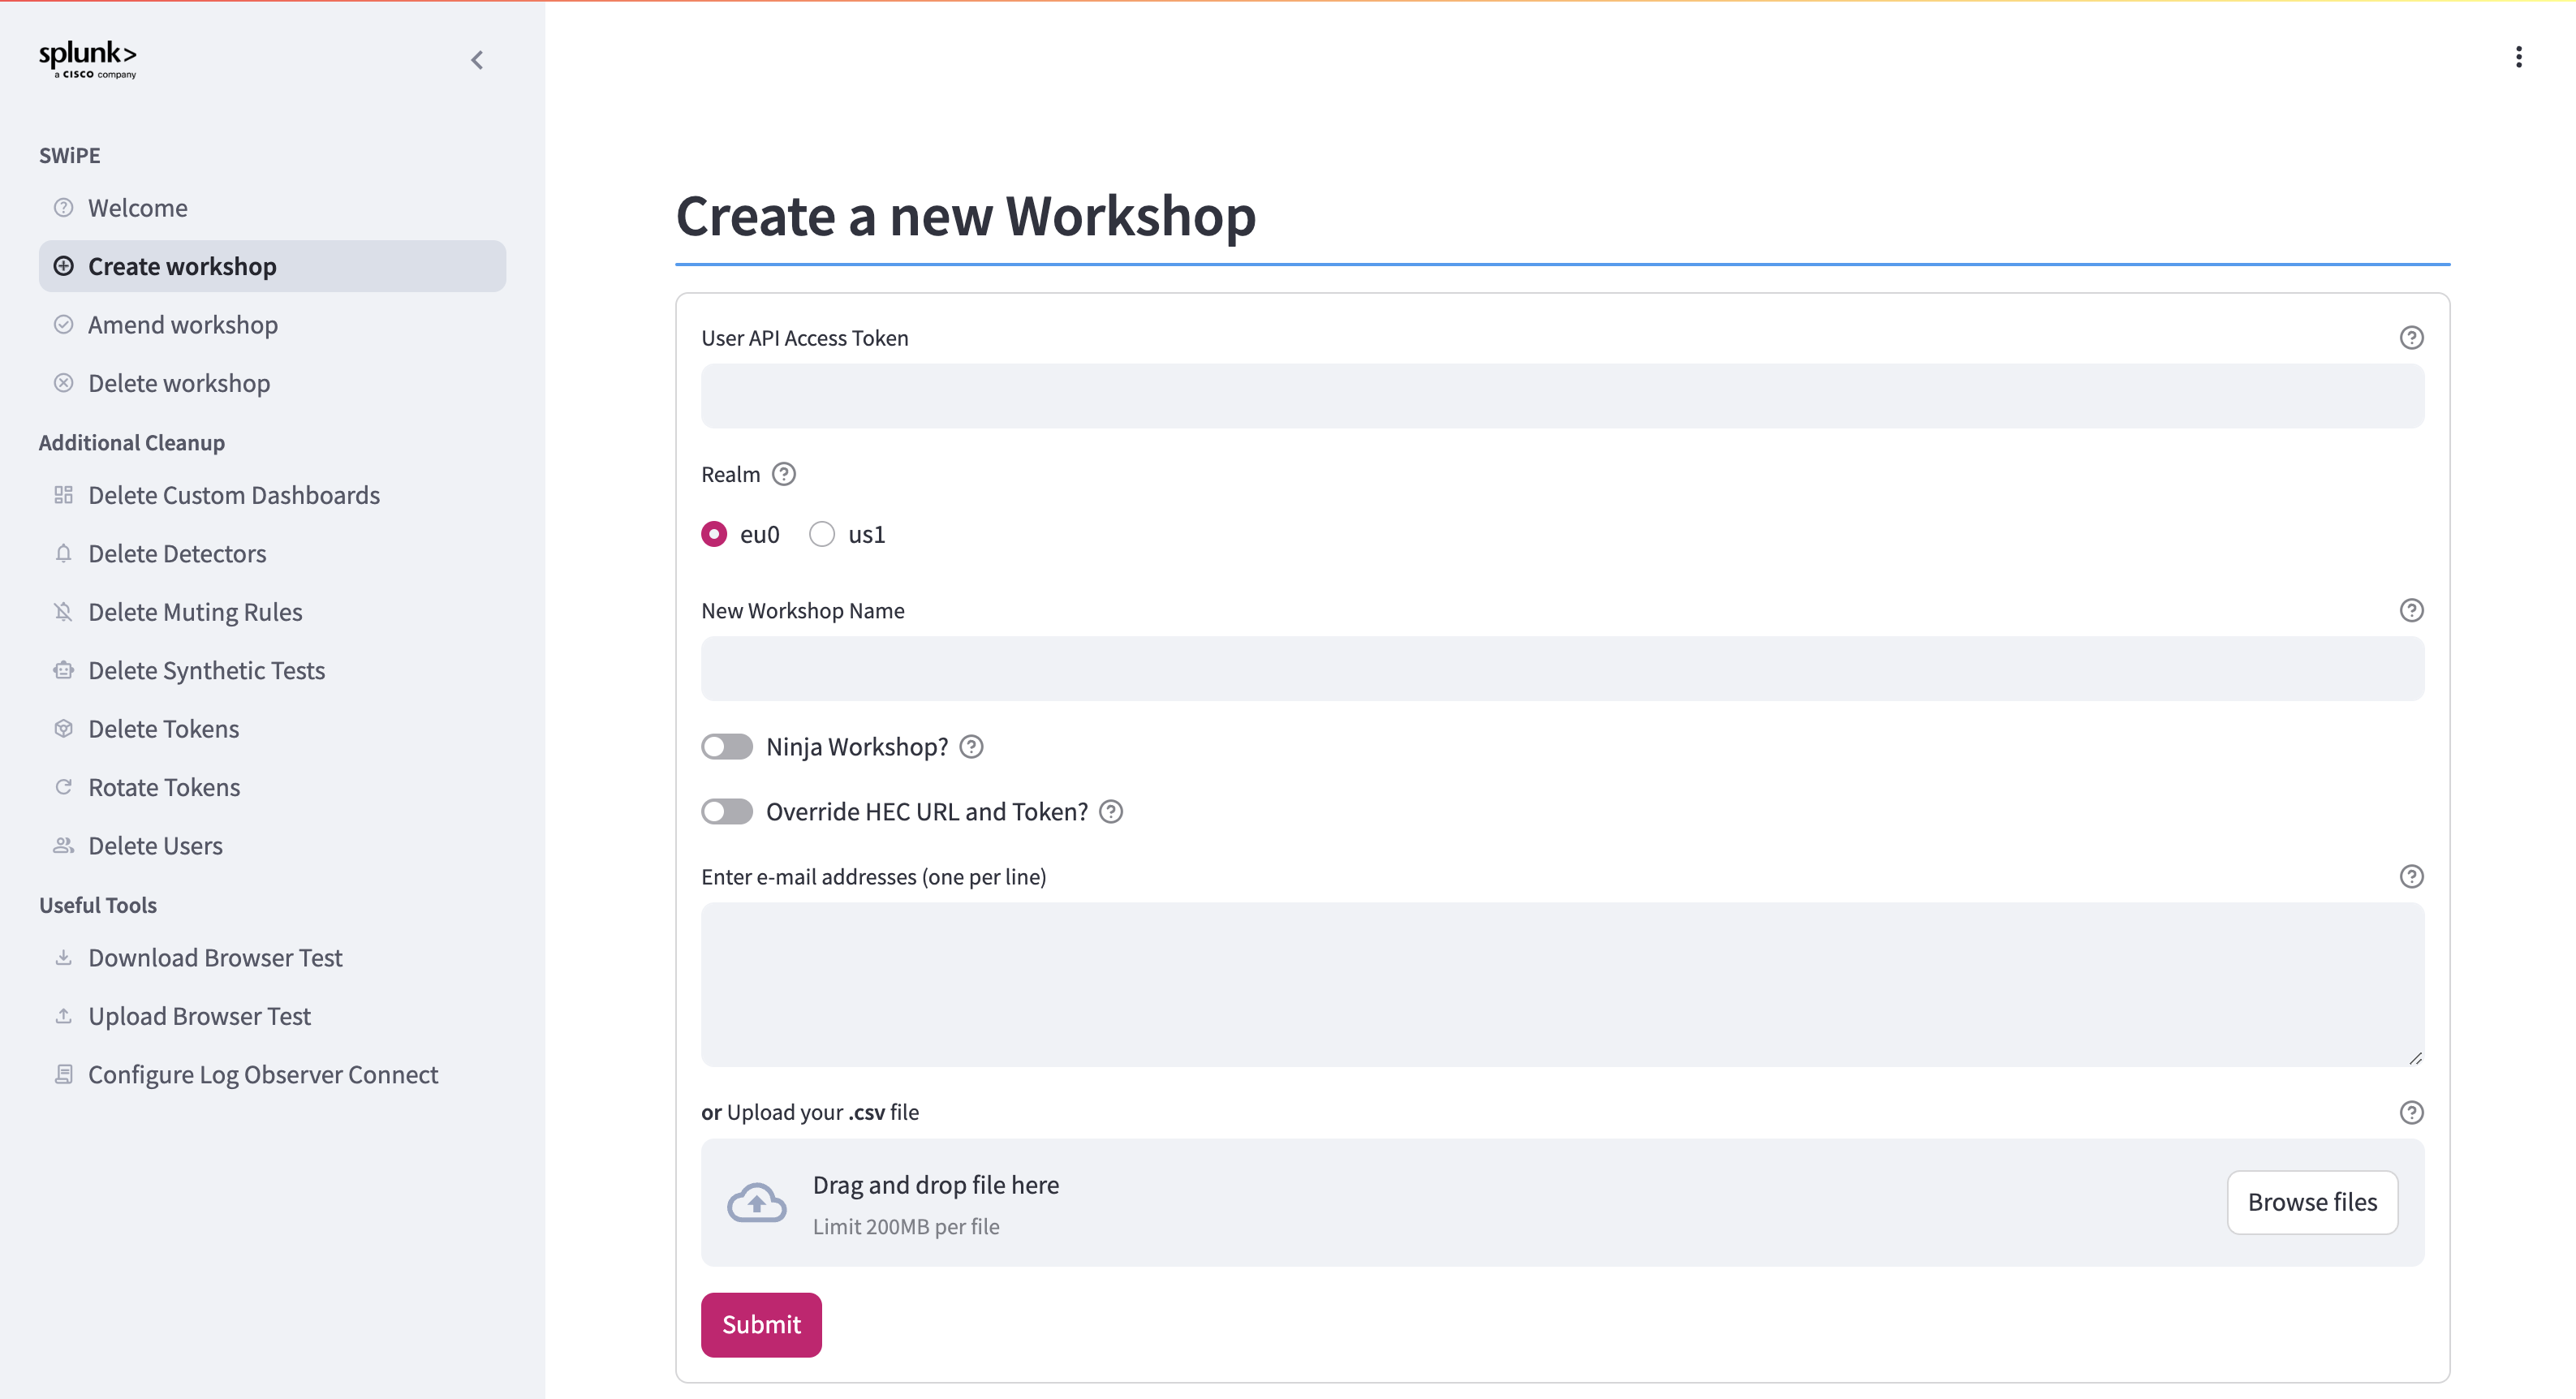 splunk>
a CISCO company
SWiPE
Welcome
Create workshop
Amend workshop
Delete workshop
Additional Cleanup
Delete Custom Dashboards
Delete Detectors
Delete Muting Rules
Delete Synthetic Tests
Delete Tokens
Rotate Tokens
Delete Users
Useful Tools
Download Browser Test
Upload Browser Test
Configure Log Observer Connect
Create a new Workshop
User API Access Token
Realm
eu0 us1
New Workshop Name
Ninja Workshop?
Override HEC URL and Token?
Enter e-mail addresses (one per line)
or Upload your .csv file
Drag and drop file here
Limit 200MB per file
Browse files
Submit